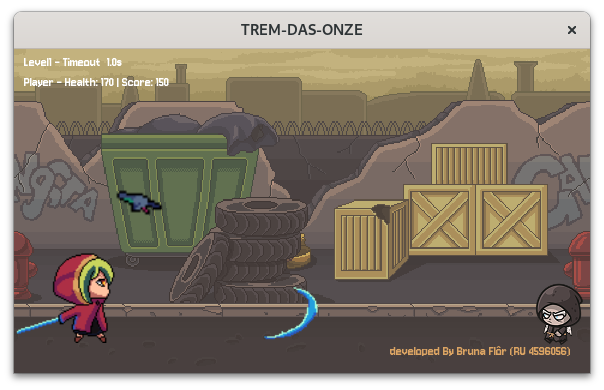 TREM-DAS-ONZE
Level1 - Timeout 1.0s
Player - Health: 170 | Score: 150
developed By Bruna Flôr (RU 4596056)